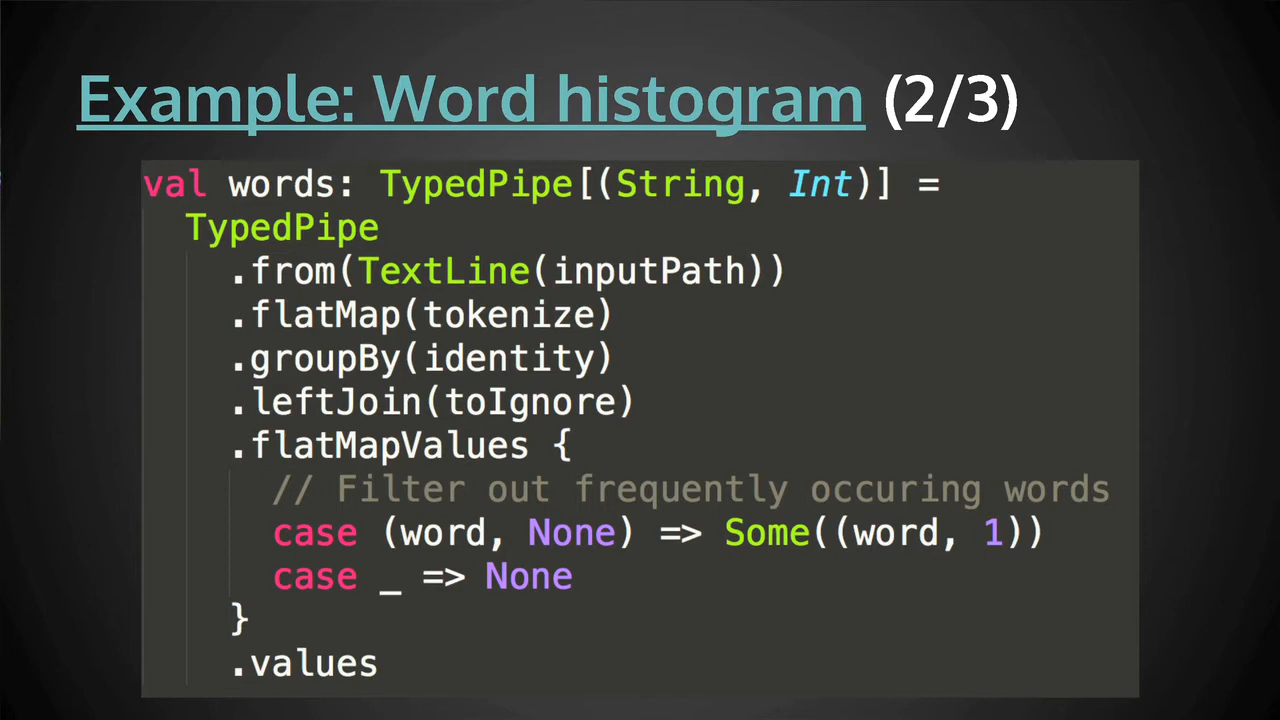 Example: Word histogram (2/3)
val words: TypedPipe[(String, Int)] =
  TypedPipe
    .from(TextLine(inputPath))
    .flatMap(tokenize)
    .groupBy(identity)
    .leftJoin(toIgnore)
    .flatMapValues {
      // Filter out frequently occuring words
      case (word, None) => Some((word, 1))
      case _ => None
    }
    .values